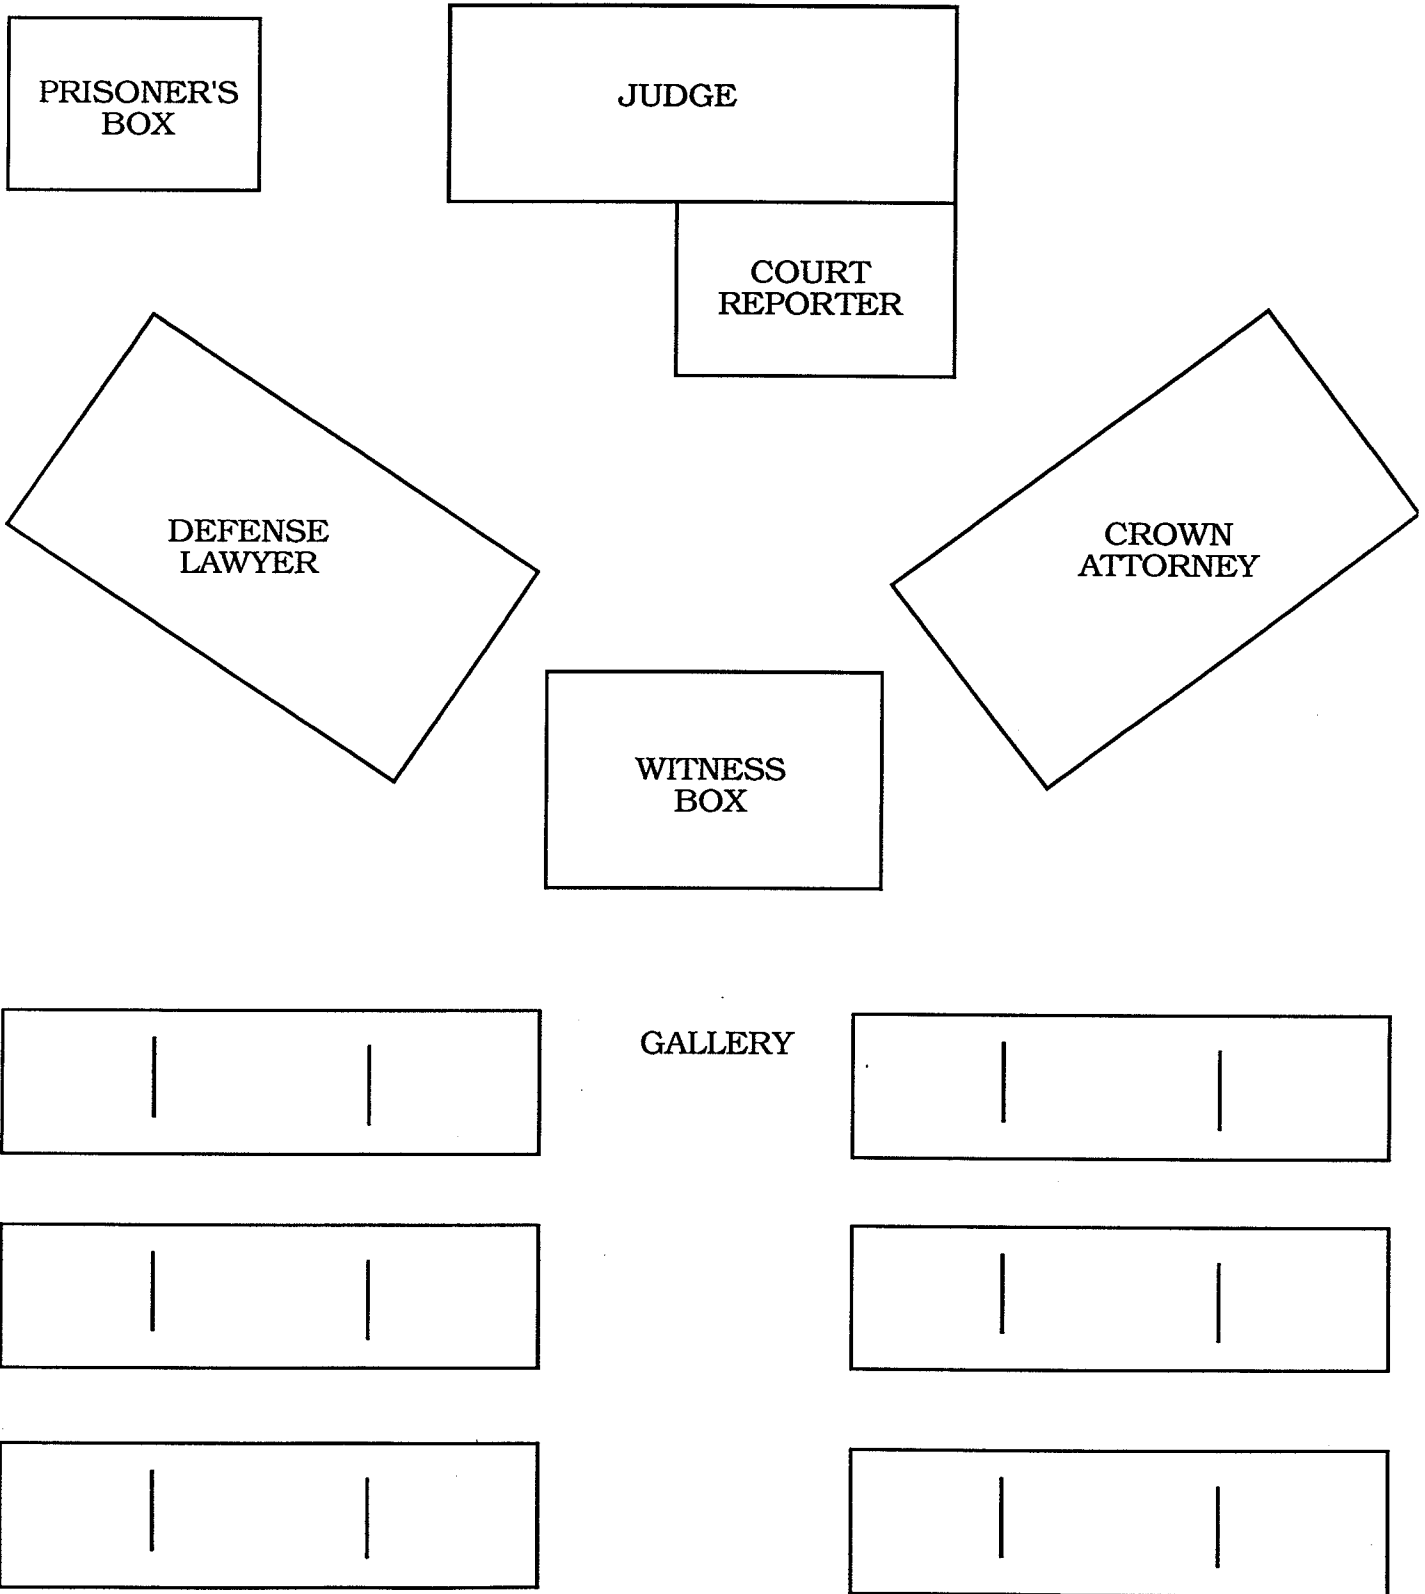 PRISONER'S
BOX
JUDGE
COURT
REPORTER
DEFENSE
LAWYER
CROWN
ATTORNEY
WITNESS
BOX
GALLERY